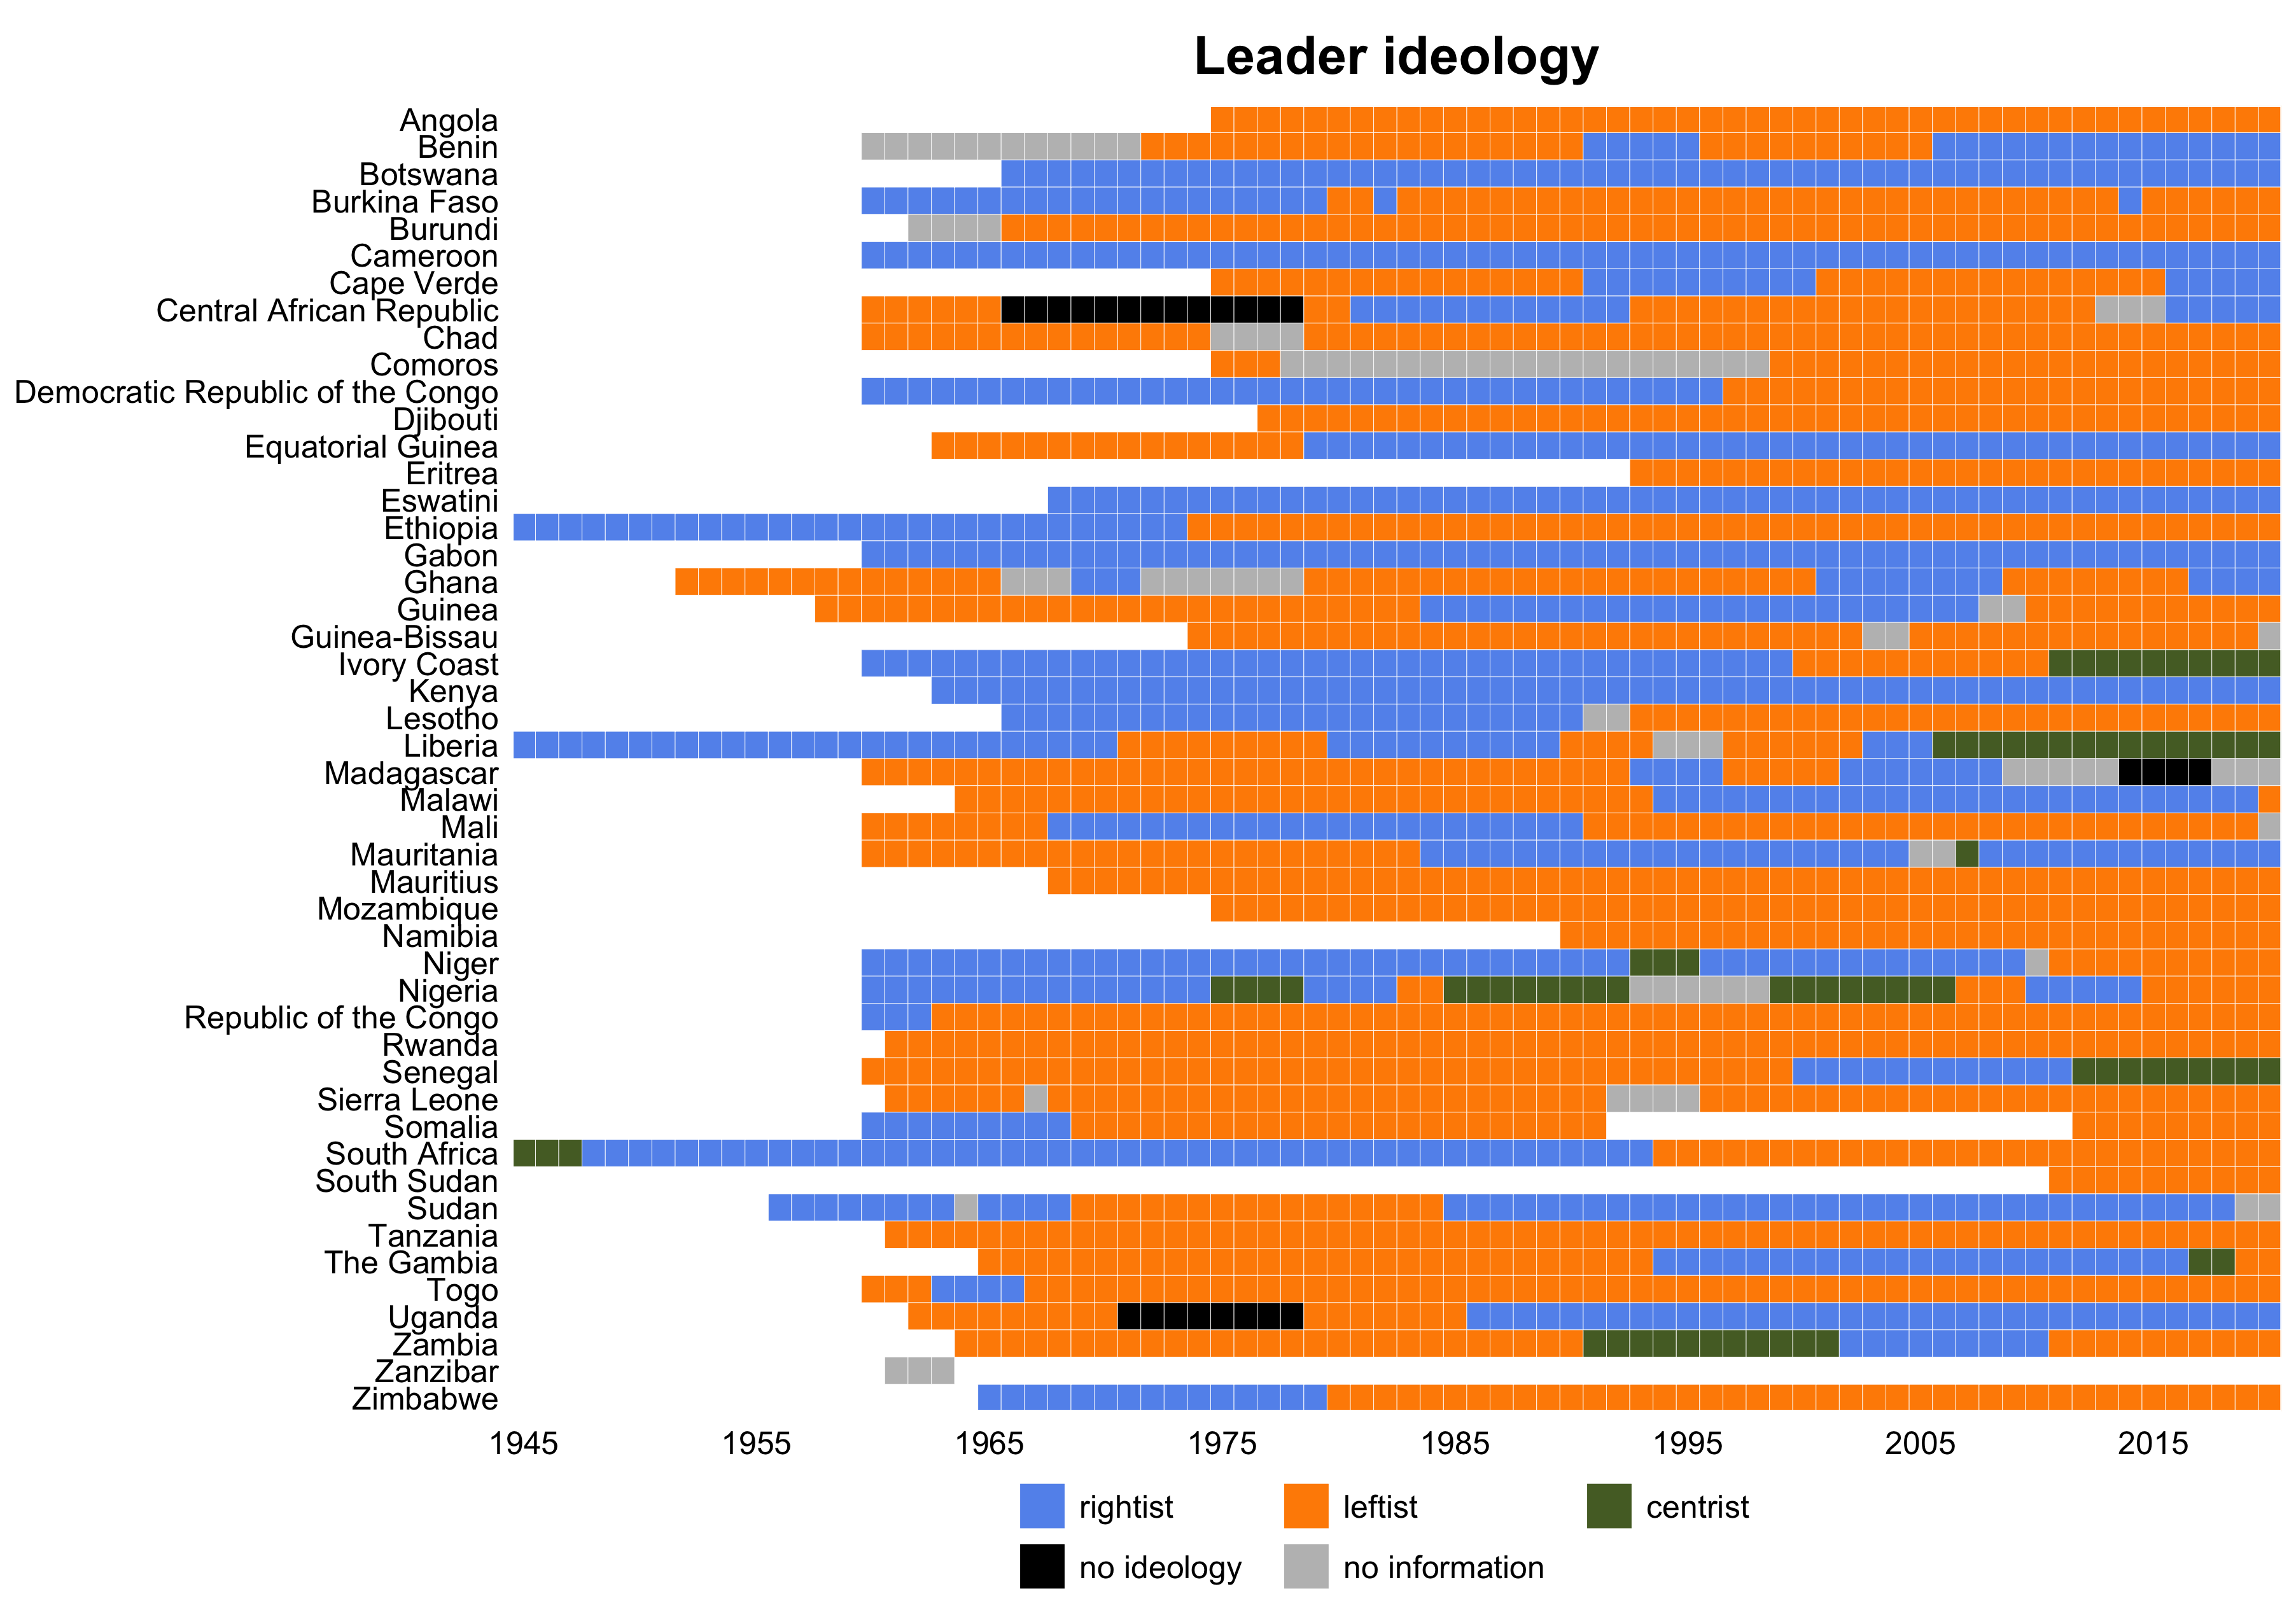 Leader ideology
Angola
Benin
Botswana
Burkina Faso
Burundi
Cameroon
Cape Verde
Central African Republic
Chad
Comoros
Democratic Republic of the Congo
Djibouti
Equatorial Guinea
Eritrea
Eswatini
Ethiopia
Gabon
Ghana
Guinea
Guinea-Bissau
Ivory Coast
Kenya
Lesotho
Liberia
Madagascar
Malawi
Mali
Mauritania
Mauritius
Mozambique
Namibia
Niger
Nigeria
Republic of the Congo
Rwanda
Senegal
Sierra Leone
Somalia
South Africa
South Sudan
Sudan
Tanzania
The Gambia
Togo
Uganda
Zambia
Zanzibar
Zimbabwe
1945 1955 1965 1975 1985 1995 2005 2015
rightist leftist centrist
no ideology no information